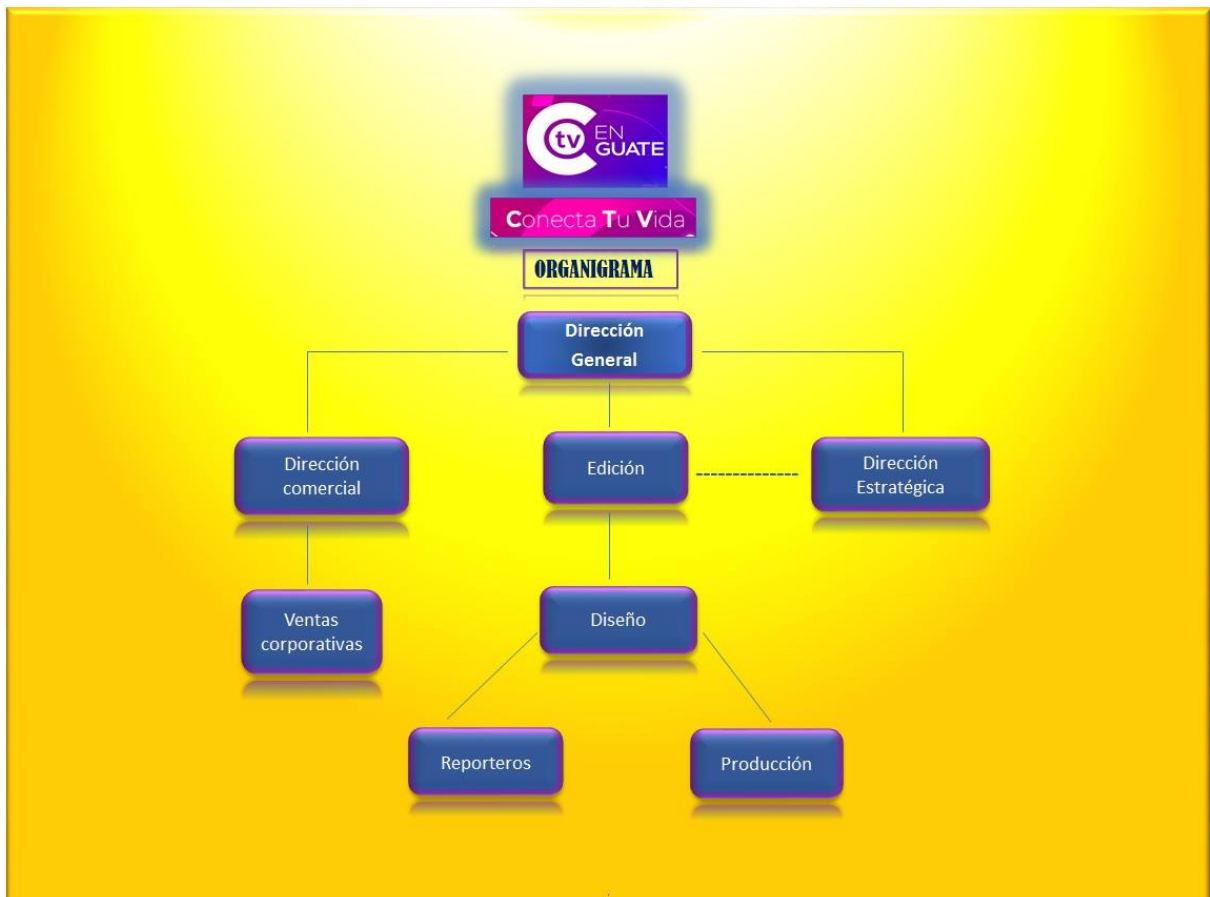 tv EN
GUATE
Conecta Tu Vida
ORGANIGRAMA
Dirección
General
Dirección
comercial
Edición
Dirección
Estratégica
Ventas
corporativas
Diseño
Reporteros
Producción